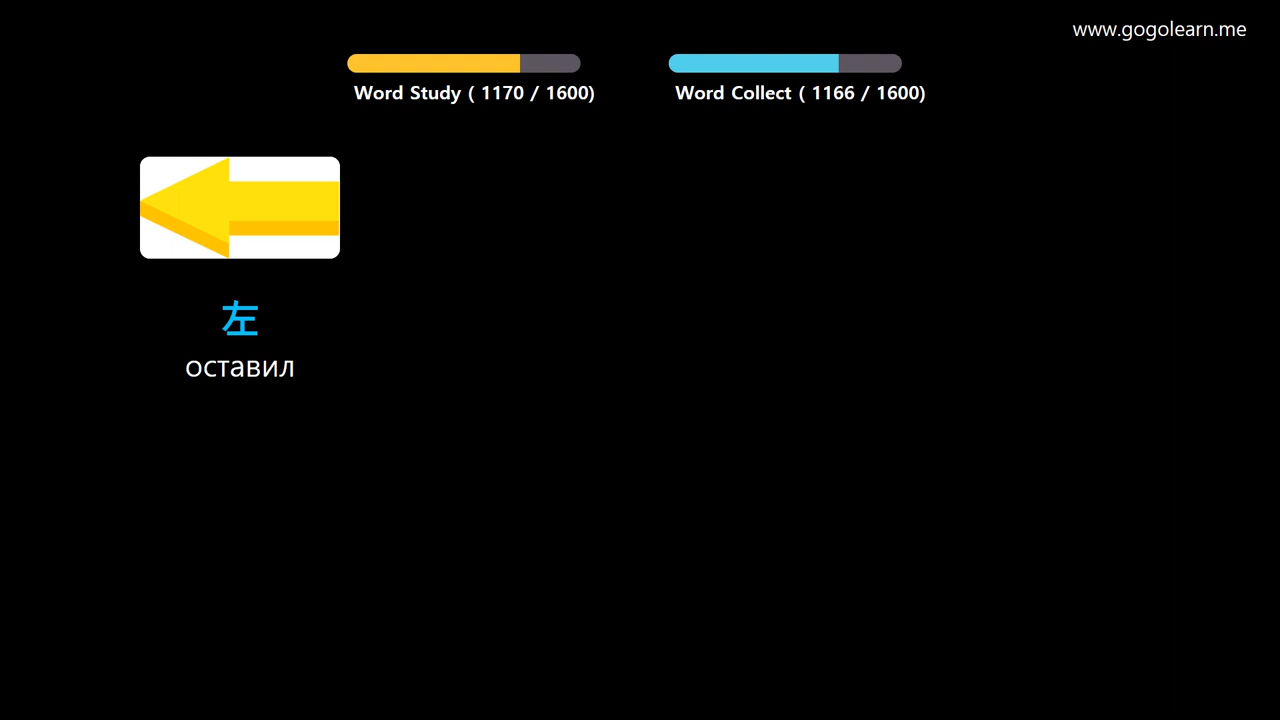 www.gogolearn.me
Word Study ( 1170 / 1600)
Word Collect ( 1166 / 1600)
左
оставил